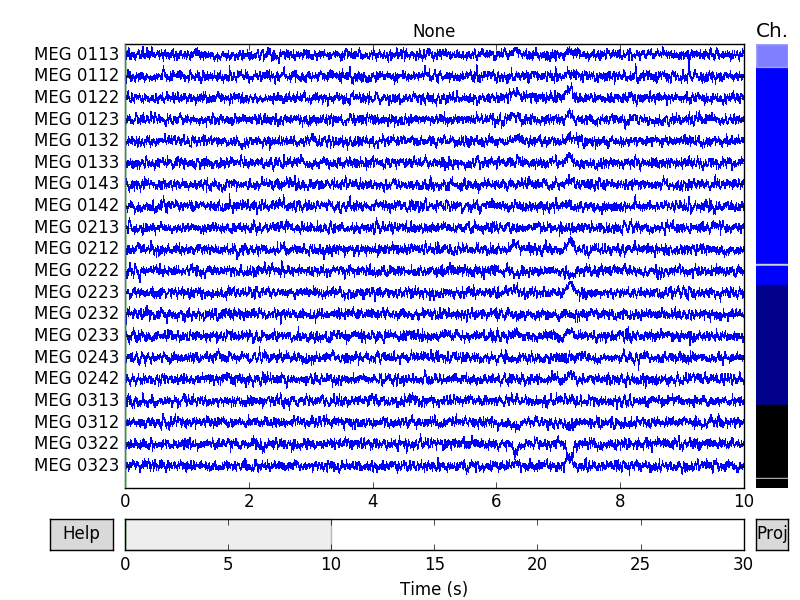 None
Ch.
MEG 0113
MEG 0112
MEG 0122
MEG 0123
MEG 0132
MEG 0133
MEG 0143
MEG 0142
MEG 0213
MEG 0212
MEG 0222
MEG 0223
MEG 0232
MEG 0233
MEG 0243
MEG 0242
MEG 0313
MEG 0312
MEG 0322
MEG 0323
0 2 4 6 8 10
Help
Proj
0 5 10 15 20 25 30
Time (s)